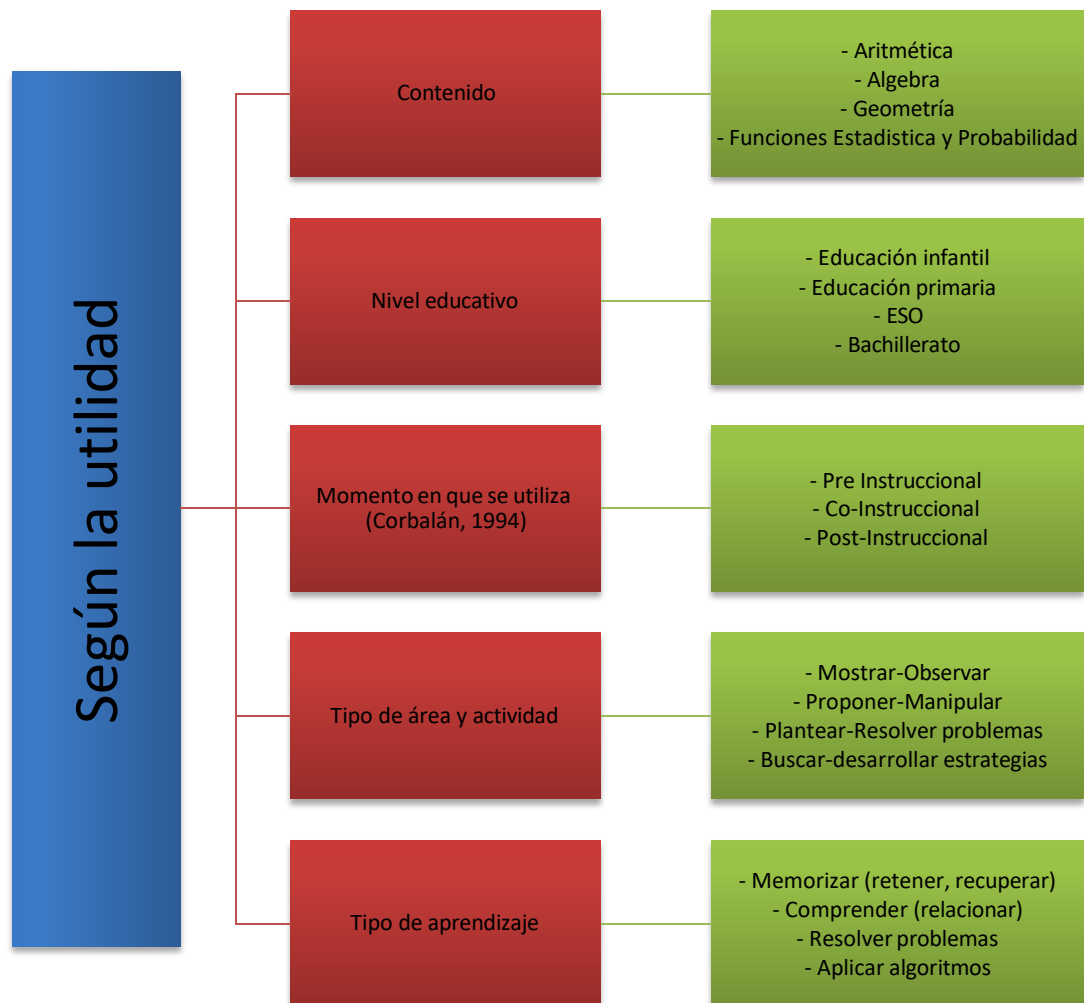 Según la utilidad
Contenido
- Aritmética
- Algebra
- Geometría
- Funciones Estadistica y Probabilidad
Nivel educativo
- Educación infantil
- Educación primaria
- ESO
- Bachillerato
Momento en que se utiliza
(Corbalán, 1994)
- Pre Instruccional
- Co-Instruccional
- Post-Instruccional
Tipo de área y actividad
- Mostrar-Observar
- Proponer-Manipular
- Plantear-Resolver problemas
- Buscar-desarrollar estrategias
Tipo de aprendizaje
- Memorizar (retener, recuperar)
- Comprender (relacionar)
- Resolver problemas
- Aplicar algoritmos